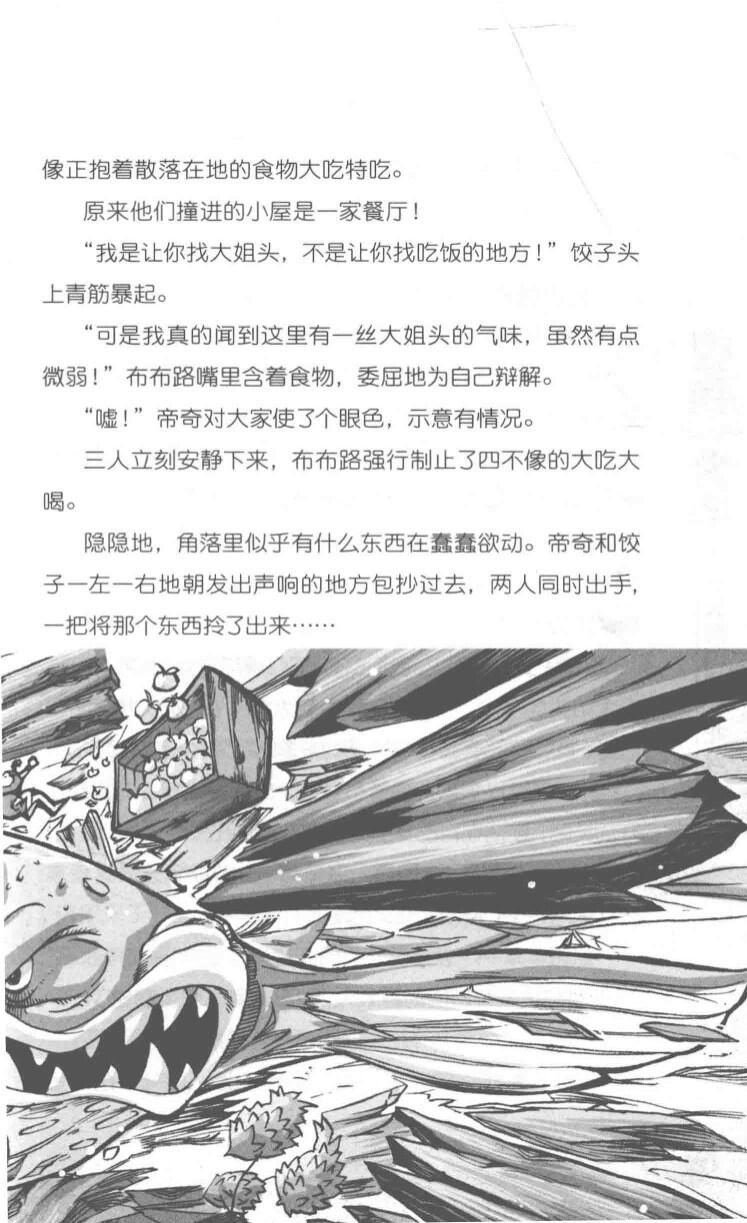 像正抱着散落在地的食物大吃特吃。
原来他们撞进的小屋是一家餐厅！
“我是让你找大姐头，不是让你找吃饭的地方！”饺子头
上青筋暴起。
“可是我真的闻到这里有一丝大姐头的气味，虽然有点
微弱！”布布路嘴里含着食物，委屈地为自己辩解。
“嘘！”帝奇对大家使了个眼色，示意有情况。
三人立刻安静下来，布布路强行制止了四不像的大吃大
喝。
隐隐地，角落里似乎有什么东西在蠢蠢欲动。帝奇和饺
子一左一右地朝发出声响的地方包抄过去，两人同时出手，
一把将那个东西拎了出来……